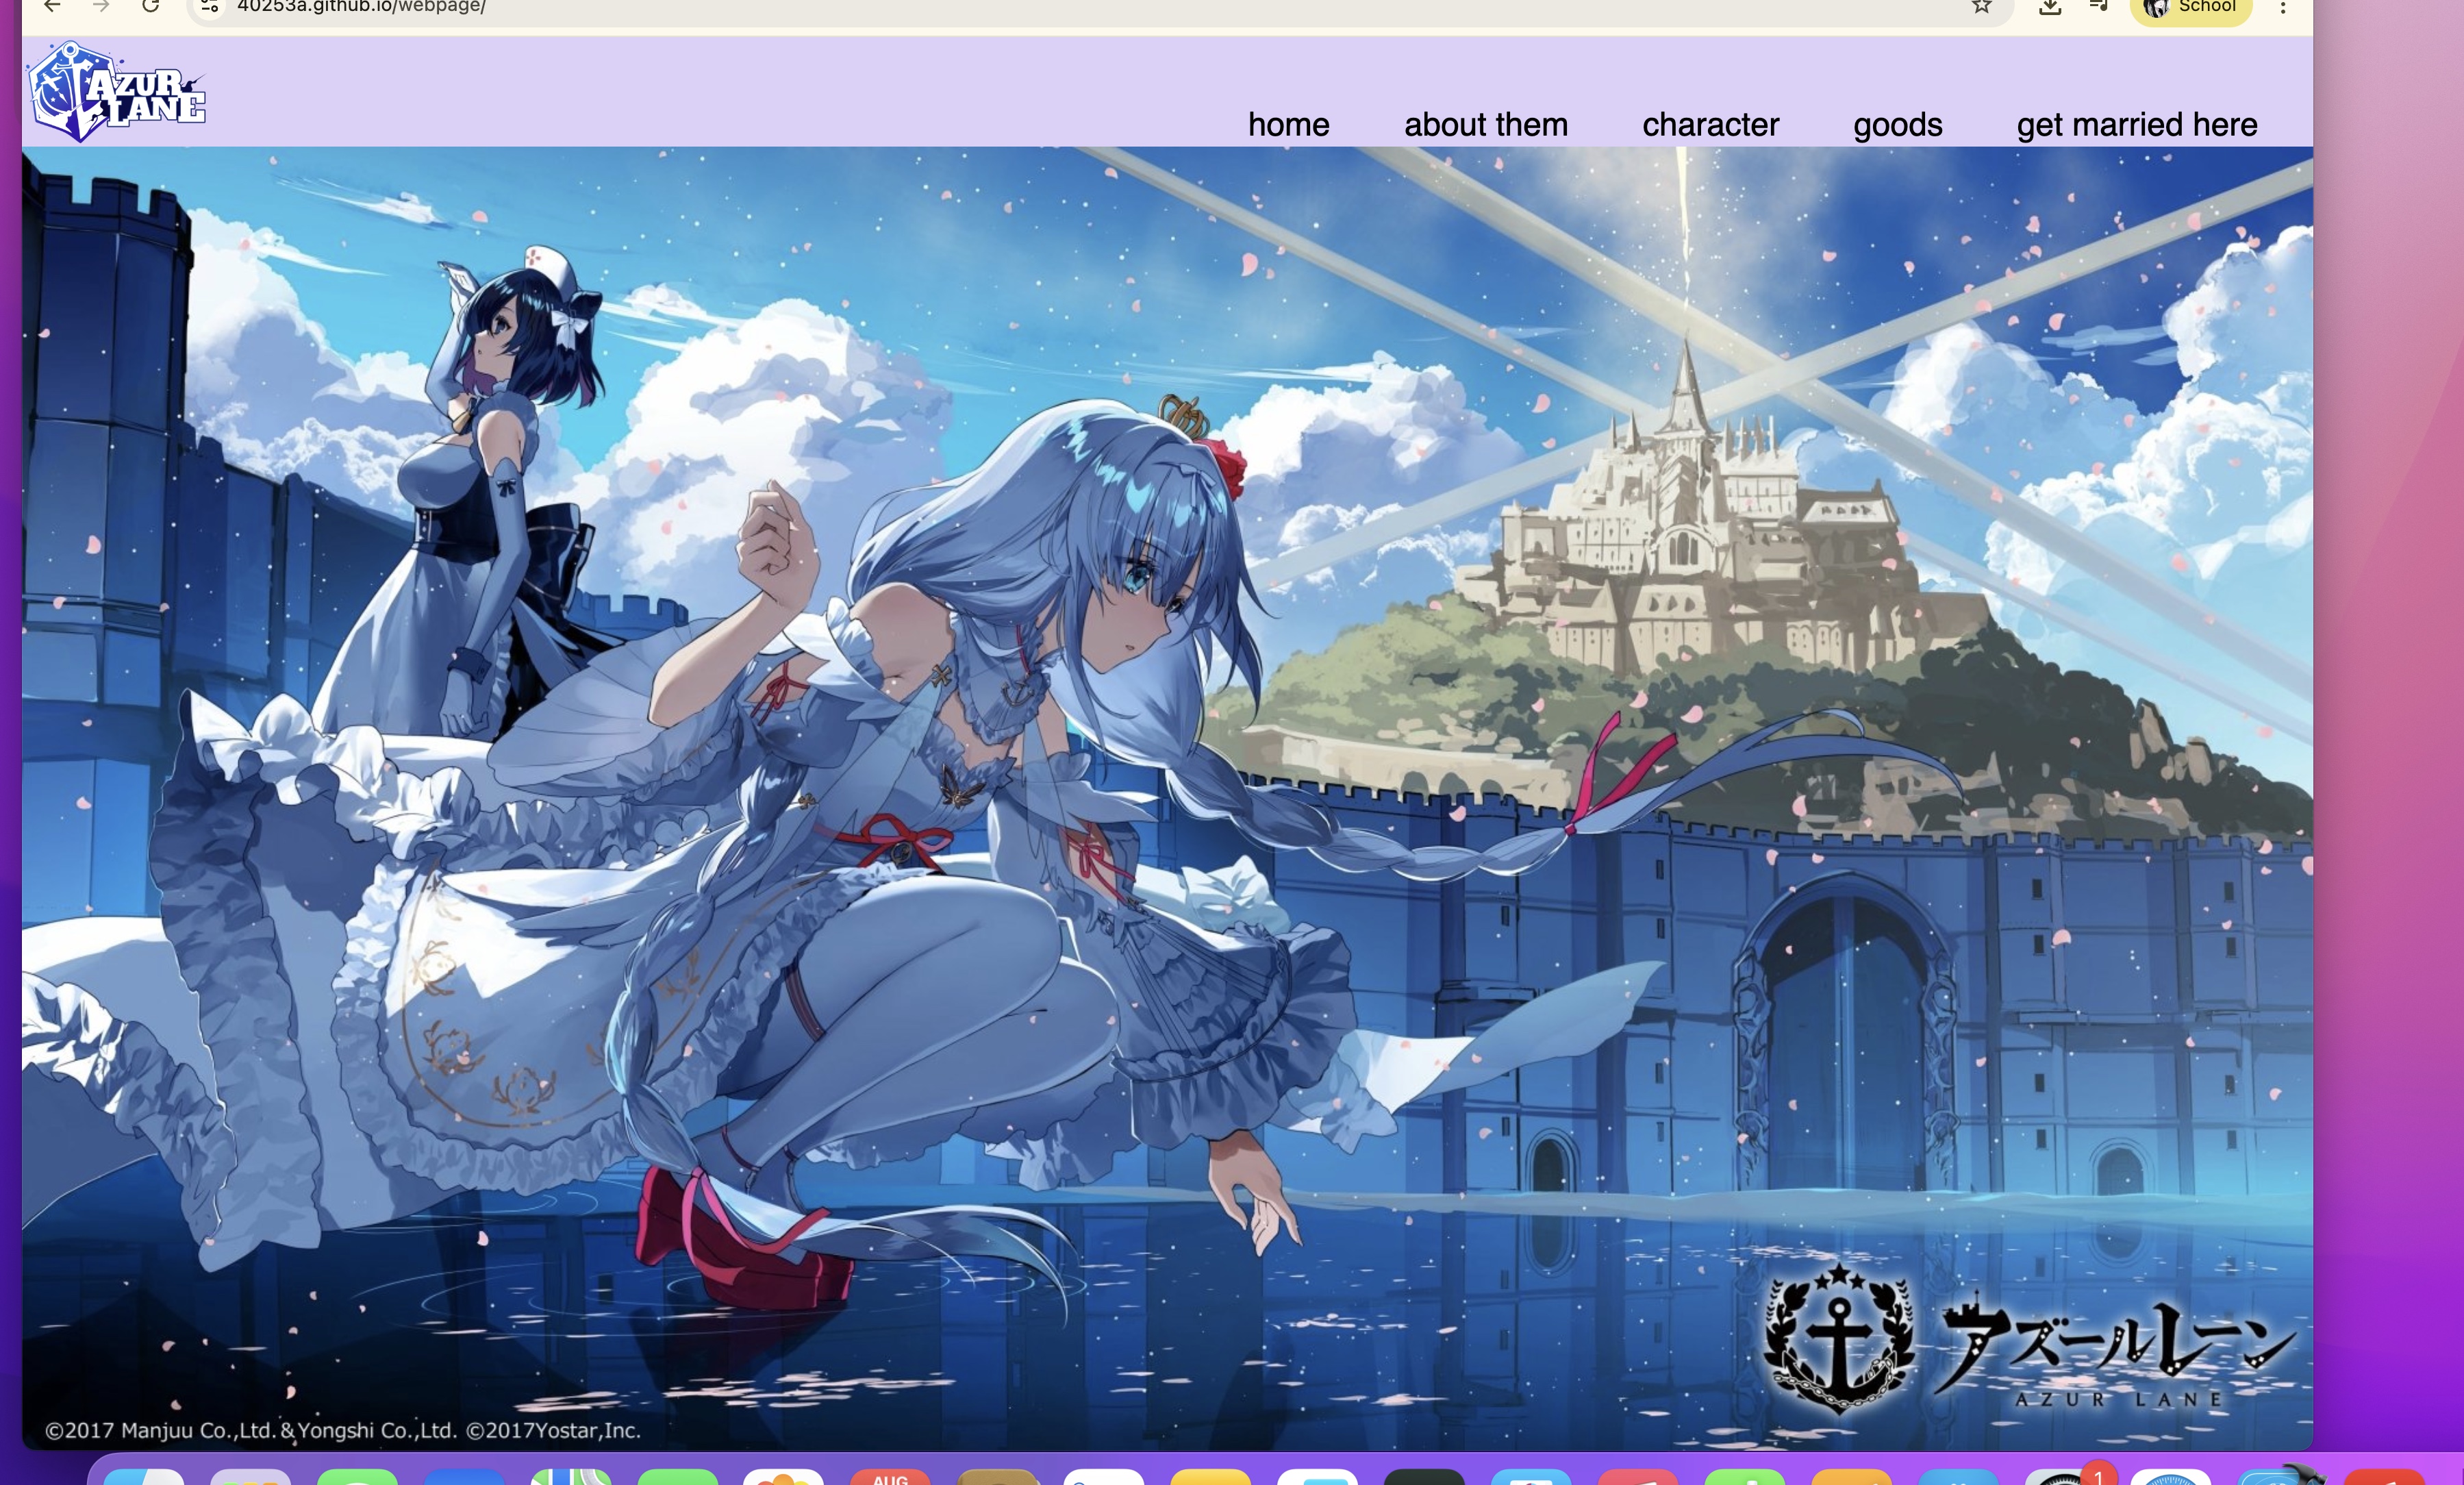 40253a.github.io/webpage/
School
AZUR
LANE
home about them character goods get married here
アズールレーン
AZUR LANE
©2017 Manjuu Co.,Ltd.&Yongshi Co.,Ltd. ©2017Yostar,Inc.
AUG
1